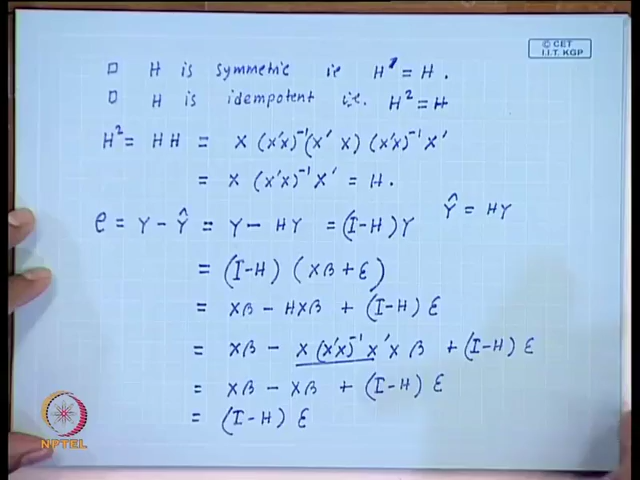 © CET
I.I.T. KGP
□ H is symmetric ie H' = H.
□ H is idempotent i.e. H² = H
H² = HH = X (X'X)⁻¹(X' X) (X'X)⁻¹ X'
= X (X'X)⁻¹ X' = H.
e = Y - Ŷ = Y - HY = (I-H) Y Ŷ = HY
= (I-H) (Xβ + ε)
= Xβ - HXβ + (I-H) ε
= Xβ - X (X'X)⁻¹ X' X β + (I-H) ε
= Xβ - Xβ + (I-H) ε
= (I-H) ε
NPTEL